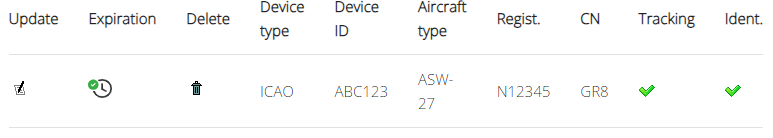 Update Expiration Delete Device type Device ID Aircraft type Regist. CN Tracking Ident.
ICAO ABC123 ASW-27 N12345 GR8